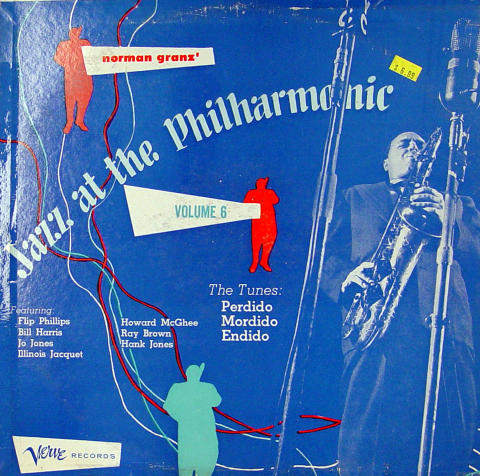 norman granz'
$6.09
Jazz at the Philharmonic
VOLUME 6
The Tunes:
Perdido
Mordido
Endido
Featuring:
Flip Phillips
Bill Harris
Jo Jones
Illinois Jacquet
Howard McGhee
Ray Brown
Hank Jones
Verve RECORDS